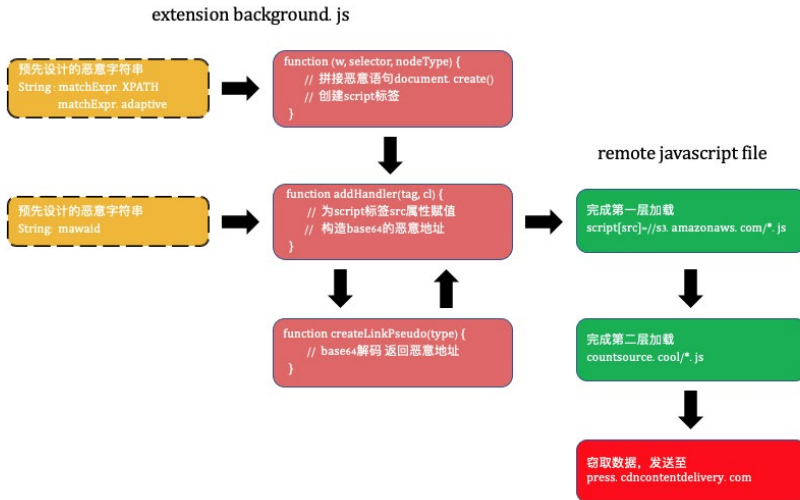 extension background. js
预先设计的恶意字符串
String: matchExpr. XPATH
matchExpr. adaptive
function (w, selector, nodeType) {
// 拼接恶意语句document. create()
// 创建script标签
}
remote javascript file
预先设计的恶意字符串
String: mawaid
function addHandler(tag, cl) {
// 为script标签src属性赋值
// 构造base64的恶意地址
}
完成第一层加载
script[src]=//s3. amazonaws. com/*. js
function createLinkPseudo(type) {
// base64解码 返回恶意地址
}
完成第二层加载
countsource. cool/*. js
窃取数据，发送至
press. cdncontentdelivery. com